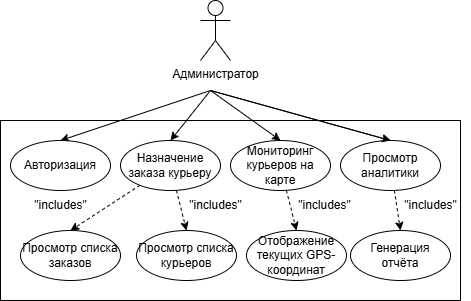 Администратор
Авторизация
Назначение
заказа курьеру
Мониторинг
курьеров на
карте
Просмотр
аналитики
"includes"
"includes"
"includes"
"includes"
Просмотр списка
заказов
Просмотр списка
курьеров
Отображение
текущих GPS-
координат
Генерация
отчёта